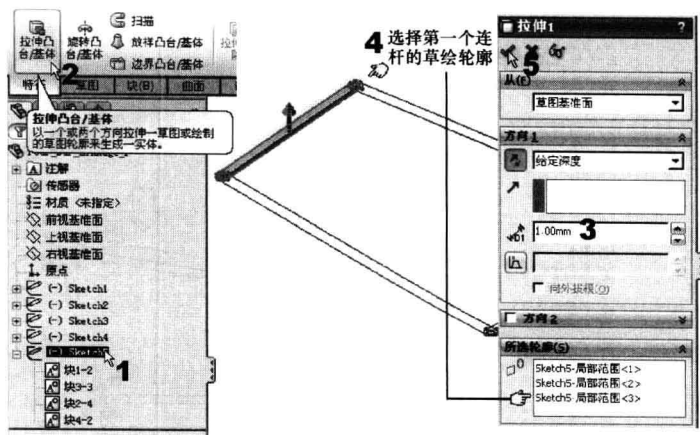 扫描
拉伸凸台/基体
旋转凸台/基体
放样凸台/基体
边界凸台/基体
拉伸
2
草图
块(B)
曲面
拉伸凸台/基体
以一个或两个方向拉伸一草图或绘制的草图轮廓来生成一实体。
注解
传感器
材质 <未指定>
前视基准面
上视基准面
右视基准面
原点
(-) Sketch1
(-) Sketch2
(-) Sketch3
(-) Sketch4
(-) Sketch
1
块1-2
块3-3
块2-4
块4-2
4 选择第一个连杆的草绘轮廓
拉伸1
?
5
从(F)
草图基准面
方向1
给定深度
D1
1.00mm
3
向外拔模(O)
方向2
所选轮廓(S)
Sketch5-局部范围<1>
Sketch5-局部范围<2>
Sketch5-局部范围<3>